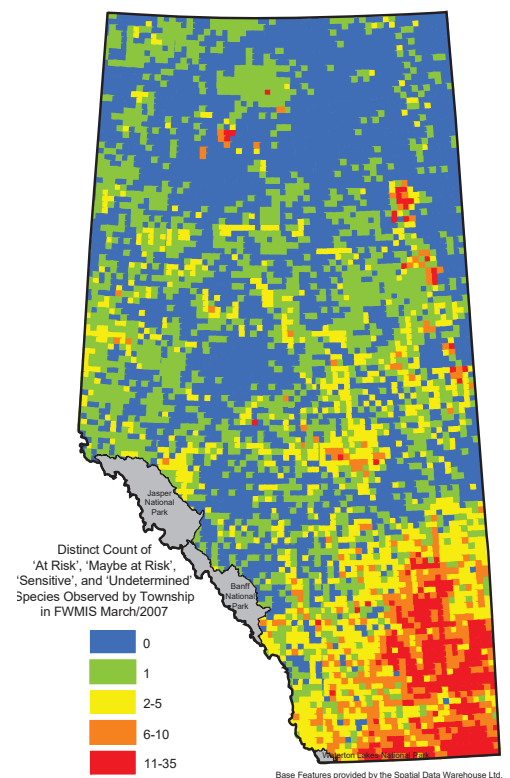 Jasper
National
Park
Banff
National
Park
Distinct Count of
‘At Risk’, ‘Maybe at Risk’,
‘Sensitive’, and ‘Undetermined’
Species Observed by Township
in FWMIS March/2007
0
1
2-5
6-10
11-35
Waterton Lakes National Park
Base Features provided by the Spatial Data Warehouse Ltd.